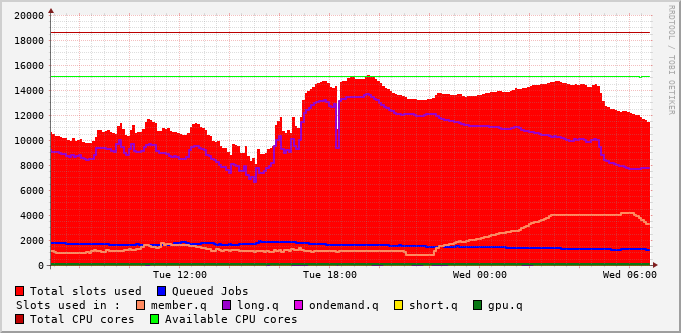 20000
18000
16000
14000
12000
10000
8000
6000
4000
2000
0
Tue 12:00 Tue 18:00 Wed 00:00 Wed 06:00
Total slots used Queued Jobs
Slots used in : member.q long.q ondemand.q short.q gpu.q
Total CPU cores Available CPU cores
RRDTOOL / TOBI OETIKER